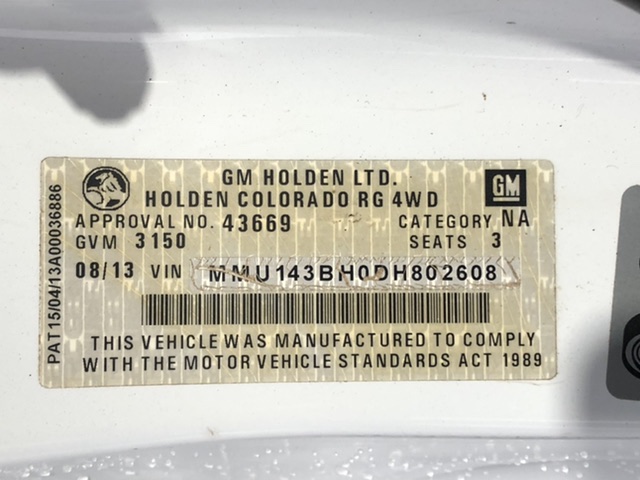 GM HOLDEN LTD.
HOLDEN COLORADO RG 4WD
GM
APPROVAL NO. 43669 CATEGORY NA
GVM 3150 SEATS 3
08/13 VIN MMU143BH0DH802608
THIS VEHICLE WAS MANUFACTURED TO COMPLY
WITH THE MOTOR VEHICLE STANDARDS ACT 1989
PAT15/04/13A00036886